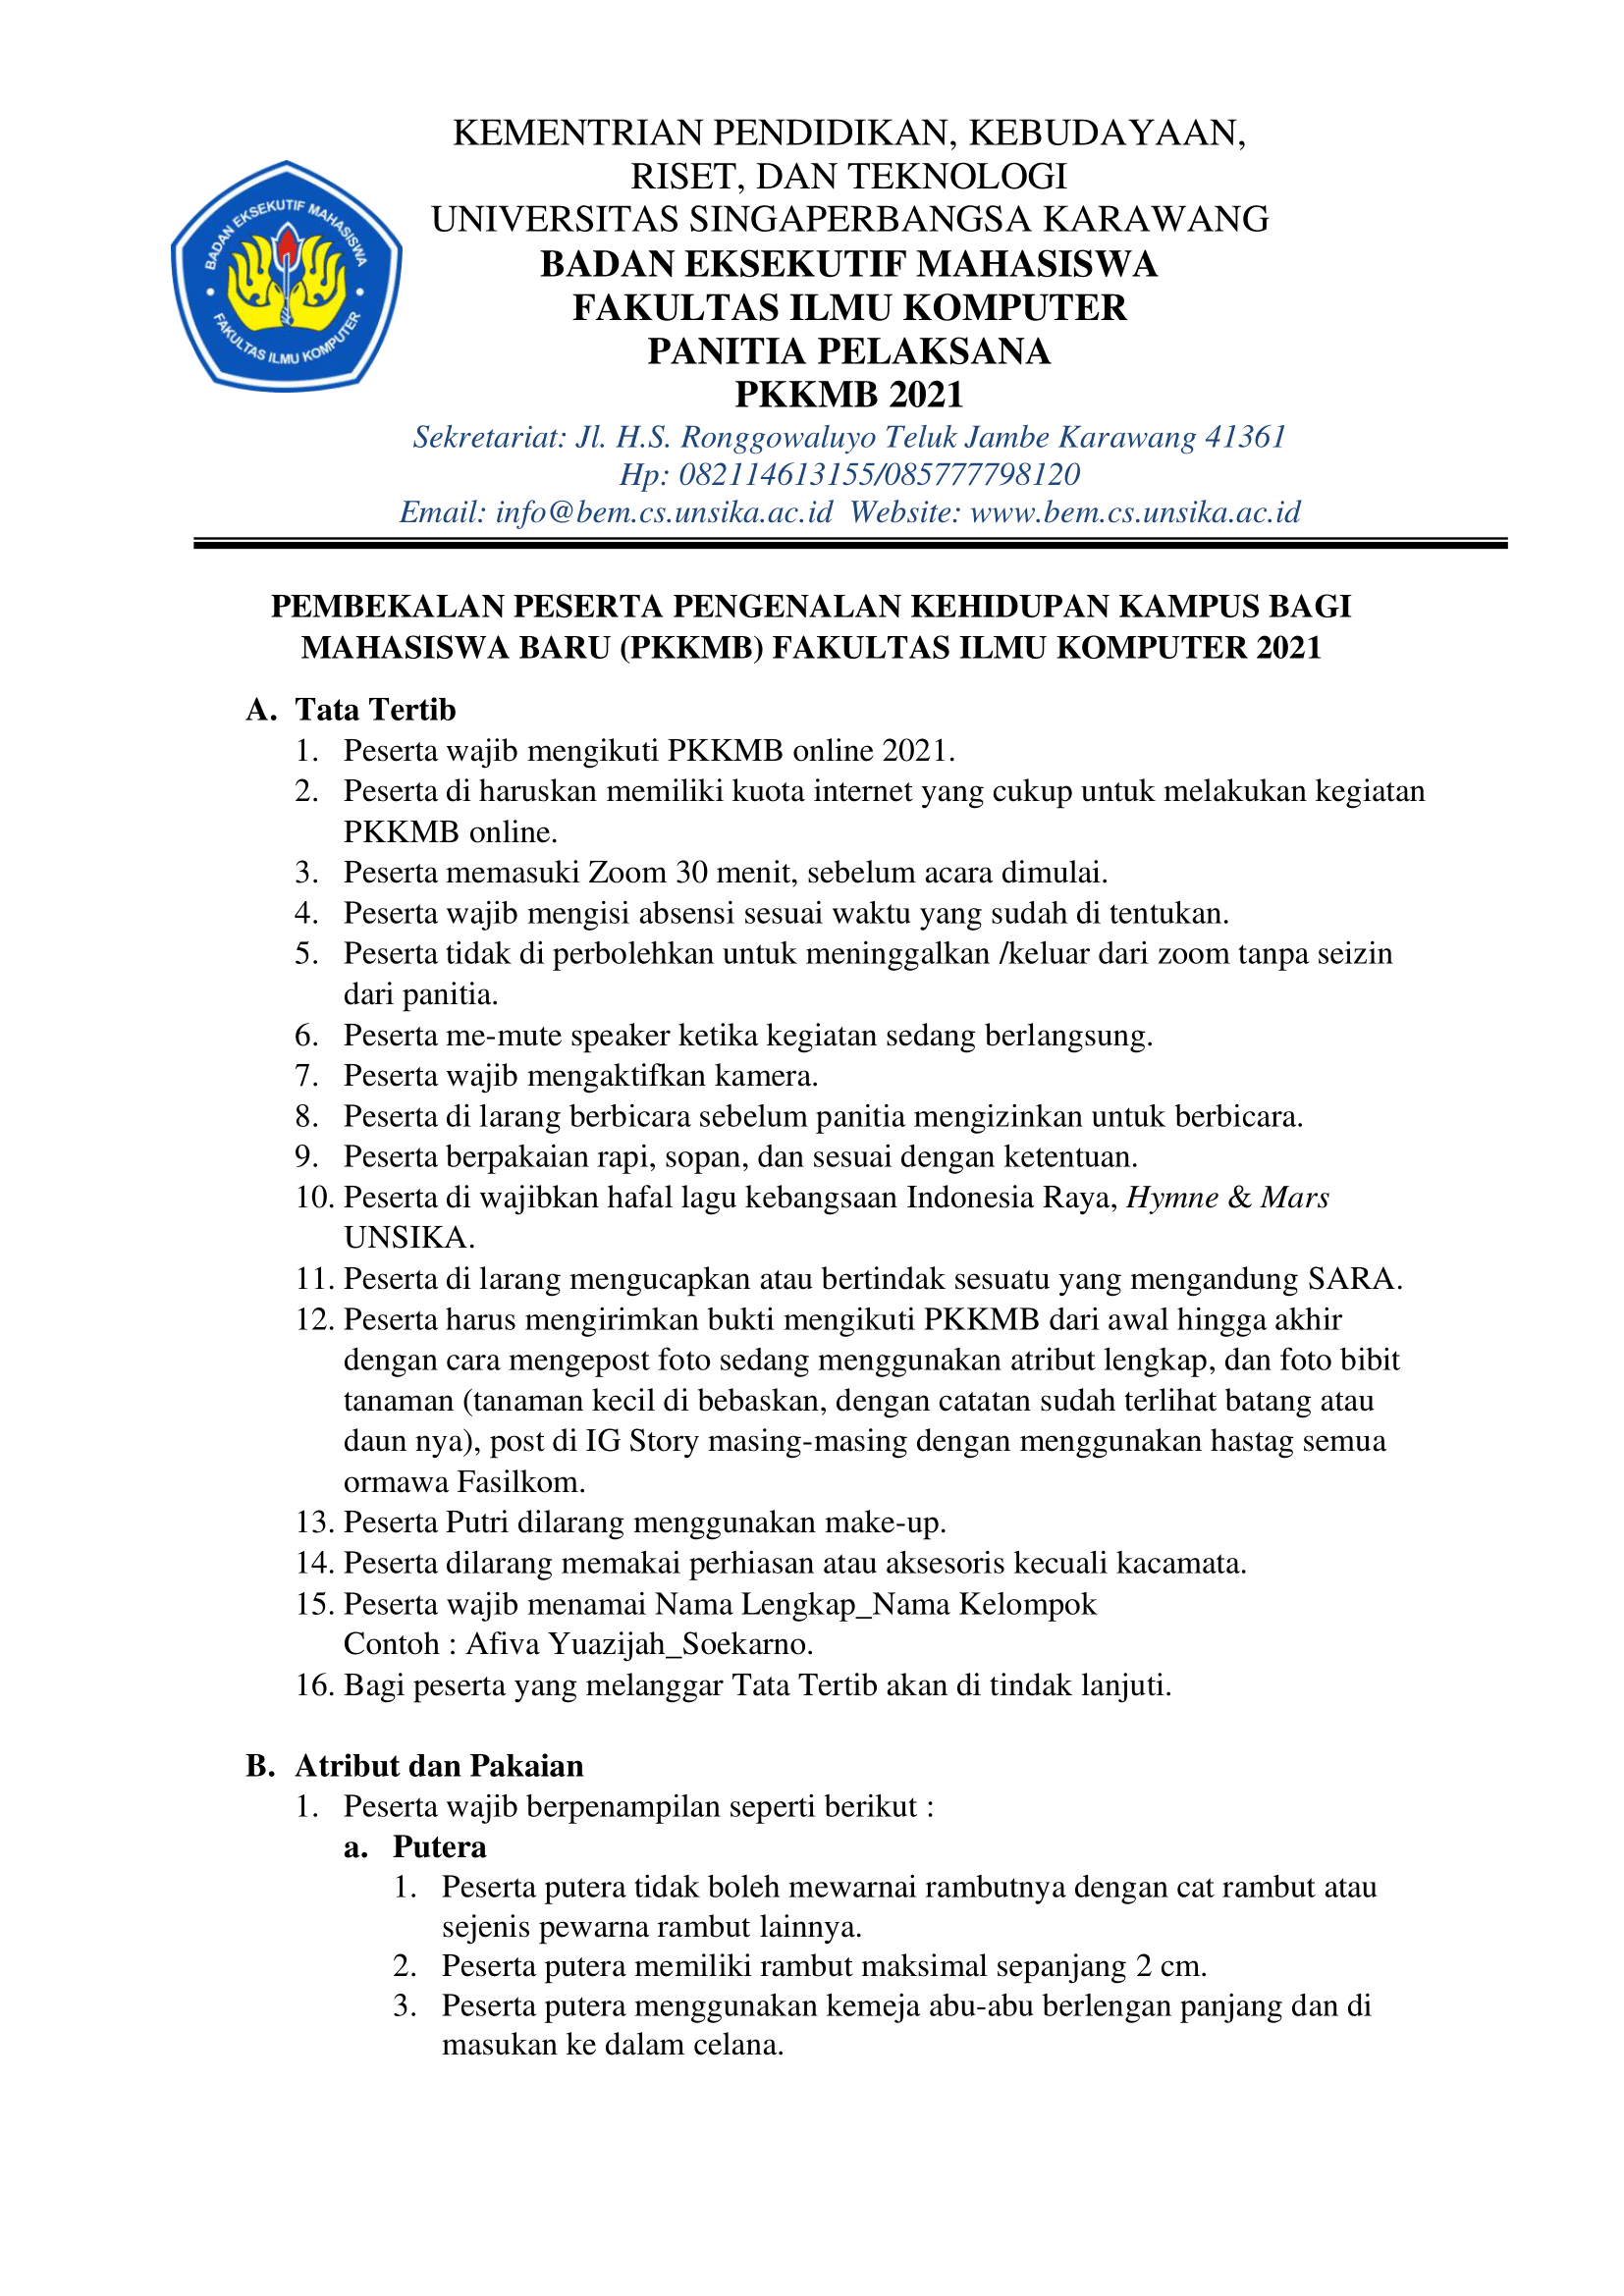 KEMENTRIAN PENDIDIKAN, KEBUDAYAAN,
RISET, DAN TEKNOLOGI
UNIVERSITAS SINGAPERBANGSA KARAWANG
BADAN EKSEKUTIF MAHASISWA
FAKULTAS ILMU KOMPUTER
PANITIA PELAKSANA
PKKMB 2021
BADAN EKSEKUTIF MAHASISWA
FAKULTAS ILMU KOMPUTER
Sekretariat: Jl. H.S. Ronggowaluyo Teluk Jambe Karawang 41361
Hp: 082114613155/085777798120
Email: info@bem.cs.unsika.ac.id  Website: www.bem.cs.unsika.ac.id
PEMBEKALAN PESERTA PENGENALAN KEHIDUPAN KAMPUS BAGI
MAHASISWA BARU (PKKMB) FAKULTAS ILMU KOMPUTER 2021
A. Tata Tertib
1. Peserta wajib mengikuti PKKMB online 2021.
2. Peserta di haruskan memiliki kuota internet yang cukup untuk melakukan kegiatan
PKKMB online.
3. Peserta memasuki Zoom 30 menit, sebelum acara dimulai.
4. Peserta wajib mengisi absensi sesuai waktu yang sudah di tentukan.
5. Peserta tidak di perbolehkan untuk meninggalkan /keluar dari zoom tanpa seizin
dari panitia.
6. Peserta me-mute speaker ketika kegiatan sedang berlangsung.
7. Peserta wajib mengaktifkan kamera.
8. Peserta di larang berbicara sebelum panitia mengizinkan untuk berbicara.
9. Peserta berpakaian rapi, sopan, dan sesuai dengan ketentuan.
10. Peserta di wajibkan hafal lagu kebangsaan Indonesia Raya, Hymne & Mars
UNSIKA.
11. Peserta di larang mengucapkan atau bertindak sesuatu yang mengandung SARA.
12. Peserta harus mengirimkan bukti mengikuti PKKMB dari awal hingga akhir
dengan cara mengepost foto sedang menggunakan atribut lengkap, dan foto bibit
tanaman (tanaman kecil di bebaskan, dengan catatan sudah terlihat batang atau
daun nya), post di IG Story masing-masing dengan menggunakan hastag semua
ormawa Fasilkom.
13. Peserta Putri dilarang menggunakan make-up.
14. Peserta dilarang memakai perhiasan atau aksesoris kecuali kacamata.
15. Peserta wajib menamai Nama Lengkap_Nama Kelompok
Contoh : Afiva Yuazijah_Soekarno.
16. Bagi peserta yang melanggar Tata Tertib akan di tindak lanjuti.
B. Atribut dan Pakaian
1. Peserta wajib berpenampilan seperti berikut :
a. Putera
1. Peserta putera tidak boleh mewarnai rambutnya dengan cat rambut atau
sejenis pewarna rambut lainnya.
2. Peserta putera memiliki rambut maksimal sepanjang 2 cm.
3. Peserta putera menggunakan kemeja abu-abu berlengan panjang dan di
masukan ke dalam celana.